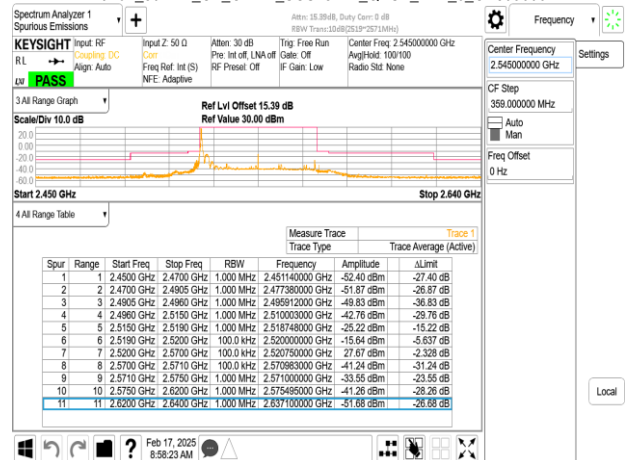 Spectrum Analyzer 1
Spurious Emissions
Atten: 15.39dB, Duty Corr: 0 dB
Frequency
KEYSIGHT
Input: RF
Input Z: 50 Ω
Atten: 30 dB
Trig: Free Run
Center Freq: 2.545000000 GHz
RL
Coupling: DC
Corr
Pre: Int off, LNA off
Gate: Off
Avg|Hold: 100/100
Align: Auto
Freq Ref: Int (S)
RF Preset: Off
IF Gain: Low
Radio Std: None
NFE: Adaptive
LXI
PASS
Center Frequency
2.545000000 GHz
Settings
CF Step
359.000000 MHz
Auto
Man
Freq Offset
0 Hz
Local
3 All Range Graph
Ref Lvl Offset 15.39 dB
Scale/Div 10.0 dB
Ref Value 30.00 dBm
20.0
0.00
-20.0
-40.0
-60.0
Start 2.450 GHz
Stop 2.640 GHz
4 All Range Table
Measure Trace Trace 1
Trace Type Trace Average (Active)
Spur Range Start Freq Stop Freq RBW Frequency Amplitude ΔLimit
1 1 2.4500 GHz 2.4700 GHz 1.000 MHz 2.451140000 GHz -52.40 dBm -27.40 dB
2 2 2.4700 GHz 2.4905 GHz 1.000 MHz 2.477380000 GHz -51.87 dBm -26.87 dB
3 3 2.4905 GHz 2.4960 GHz 1.000 MHz 2.495912000 GHz -49.83 dBm -36.83 dB
4 4 2.4960 GHz 2.5150 GHz 1.000 MHz 2.510003000 GHz -42.76 dBm -29.76 dB
5 5 2.5150 GHz 2.5190 GHz 1.000 MHz 2.518748000 GHz -25.22 dBm -15.22 dB
6 6 2.5190 GHz 2.5200 GHz 100.0 kHz 2.520000000 GHz -15.64 dBm -5.637 dB
7 7 2.5200 GHz 2.5700 GHz 100.0 kHz 2.520750000 GHz 27.67 dBm -2.328 dB
8 8 2.5700 GHz 2.5710 GHz 100.0 kHz 2.570983000 GHz -41.24 dBm -31.24 dB
9 9 2.5710 GHz 2.5750 GHz 1.000 MHz 2.571000000 GHz -33.55 dBm -23.55 dB
10 10 2.5750 GHz 2.6200 GHz 1.000 MHz 2.575495000 GHz -41.26 dBm -28.26 dB
11 11 2.6200 GHz 2.6400 GHz 1.000 MHz 2.637100000 GHz -51.68 dBm -26.68 dB
Feb 17, 2025
8:58:23 AM